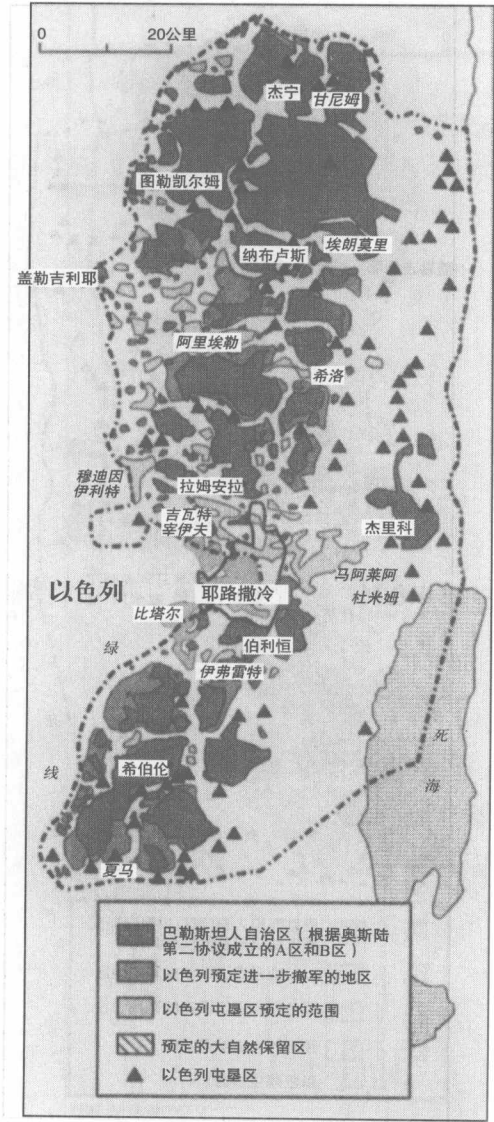 0 20公里
杰宁
甘尼姆
图勒凯尔姆
埃朗莫里
纳布卢斯
盖勒吉利耶
阿里埃勒
希洛
穆迪因
伊利特
拉姆安拉
吉瓦特
宰伊夫
杰里科
马阿莱阿
杜米姆
以色列
耶路撒冷
比塔尔
绿
伯利恒
伊弗雷特
死
线
希伯伦
海
夏马
巴勒斯坦人自治区（根据奥斯陆
第二协议成立的A区和B区）
以色列预定进一步撤军的地区
以色列屯垦区预定的范围
预定的大自然保留区
以色列屯垦区